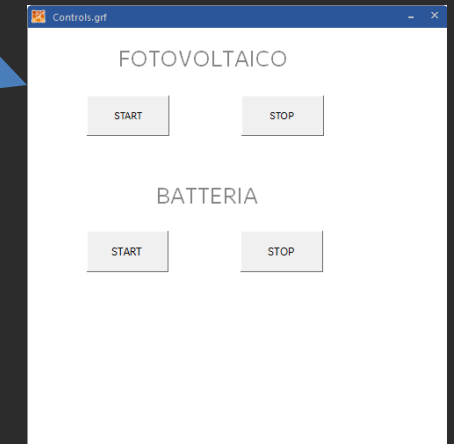 Controls.grf
FOTOVOLTAICO
START STOP
BATTERIA
START STOP